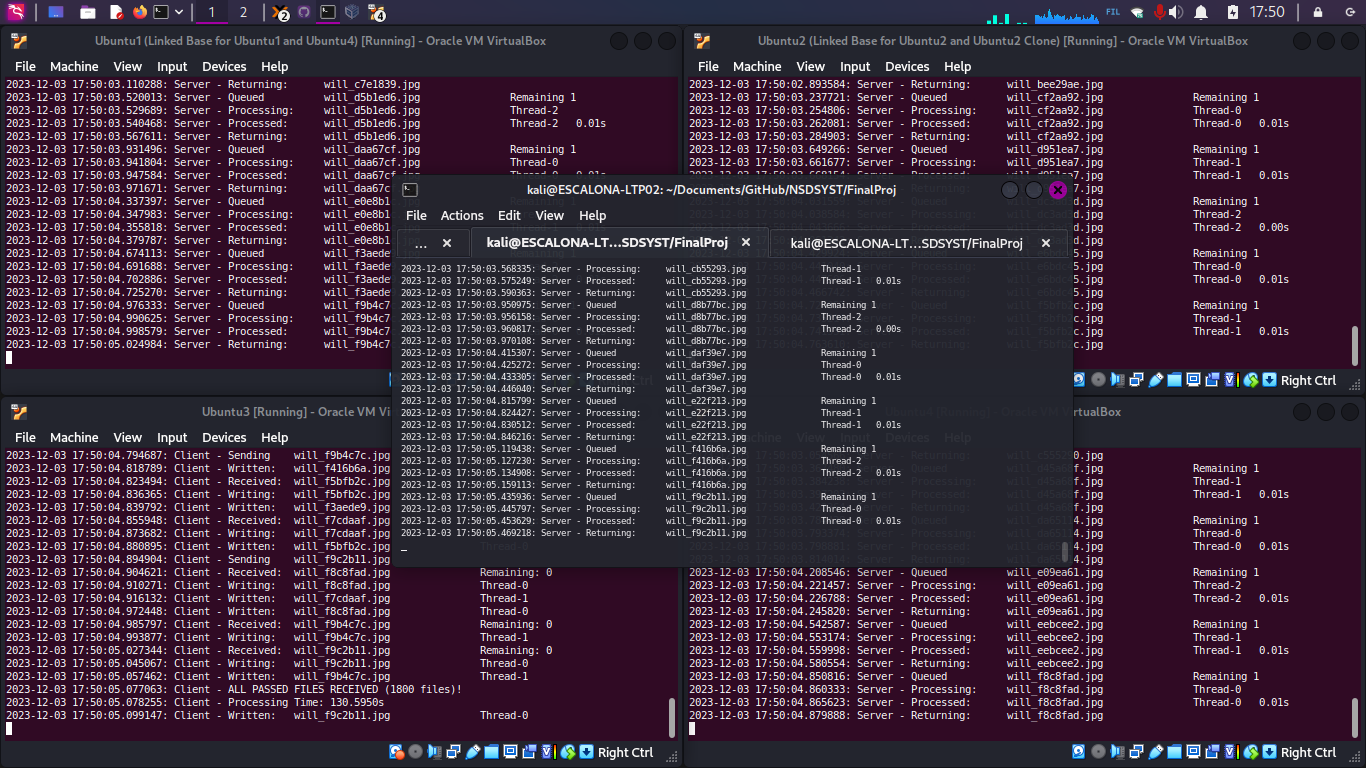 1 2 2 4 FIL 17:50
Ubuntu1 (Linked Base for Ubuntu1 and Ubuntu4) [Running] - Oracle VM VirtualBox
File Machine View Input Devices Help
2023-12-03 17:50:03.110288: Server - Returning: will_c7e1839.jpg
2023-12-03 17:50:03.520013: Server - Queued will_d5b1ed6.jpg Remaining 1
2023-12-03 17:50:03.529689: Server - Processing: will_d5b1ed6.jpg Thread-2
2023-12-03 17:50:03.540468: Server - Processed: will_d5b1ed6.jpg Thread-2 0.01s
2023-12-03 17:50:03.567611: Server - Returning: will_d5b1ed6.jpg
2023-12-03 17:50:03.931496: Server - Queued will_daa67cf.jpg Remaining 1
2023-12-03 17:50:03.941804: Server - Processing: will_daa67cf.jpg Thread-0
2023-12-03 17:50:03.947584: Server - Processed: will_daa67cf.jpg Thread-0 0.01s
2023-12-03 17:50:03.971671: Server - Returning: will_daa67c
2023-12-03 17:50:04.337397: Server - Queued will_e0e8b1
2023-12-03 17:50:04.347983: Server - Processing: will_e0e8b1
2023-12-03 17:50:04.355818: Server - Processed: will_e0e8b1
2023-12-03 17:50:04.379787: Server - Returning: will_e0e8b1
2023-12-03 17:50:04.674113: Server - Queued will_f3aede
2023-12-03 17:50:04.691688: Server - Processing: will_f3aede
2023-12-03 17:50:04.702886: Server - Processed: will_f3aede
2023-12-03 17:50:04.725270: Server - Returning: will_f3aede
2023-12-03 17:50:04.976333: Server - Queued will_f9b4c7
2023-12-03 17:50:04.990625: Server - Processing: will_f9b4c7
2023-12-03 17:50:04.998579: Server - Processed: will_f9b4c7
2023-12-03 17:50:05.024984: Server - Returning: will_f9b4c7
Ubuntu2 (Linked Base for Ubuntu2 and Ubuntu2 Clone) [Running] - Oracle VM VirtualBox
File Machine View Input Devices Help
2023-12-03 17:50:02.893584: Server - Returning: will_bee29ae.jpg
2023-12-03 17:50:03.237721: Server - Queued will_cf2aa92.jpg Remaining 1
2023-12-03 17:50:03.254806: Server - Processing: will_cf2aa92.jpg Thread-0
2023-12-03 17:50:03.262081: Server - Processed: will_cf2aa92.jpg Thread-0 0.01s
2023-12-03 17:50:03.284903: Server - Returning: will_cf2aa92.jpg
2023-12-03 17:50:03.649266: Server - Queued will_d951ea7.jpg Remaining 1
2023-12-03 17:50:03.661677: Server - Processing: will_d951ea7.jpg Thread-1
will_d951ea7.jpg Thread-1 0.01s
7.jpg
d.jpg Remaining 1
d.jpg Thread-2
d.jpg Thread-2 0.00s
d.jpg
5.jpg Remaining 1
5.jpg Thread-0
5.jpg Thread-0 0.01s
5.jpg
c.jpg Remaining 1
c.jpg Thread-1
c.jpg Thread-1 0.01s
c.jpg
Right Ctrl
kali@ESCALONA-LTP02: ~/Documents/GitHub/NSDSYST/FinalProj
File Actions Edit View Help
... kali@ESCALONA-LT...SDSYST/FinalProj kali@ESCALONA-LT...SDSYST/FinalProj
2023-12-03 17:50:03.568335: Server - Processing: will_cb55293.jpg Thread-1
2023-12-03 17:50:03.575249: Server - Processed: will_cb55293.jpg Thread-1 0.01s
2023-12-03 17:50:03.590363: Server - Returning: will_cb55293.jpg
2023-12-03 17:50:03.950975: Server - Queued will_d8b77bc.jpg Remaining 1
2023-12-03 17:50:03.956158: Server - Processing: will_d8b77bc.jpg Thread-2
2023-12-03 17:50:03.960817: Server - Processed: will_d8b77bc.jpg Thread-2 0.00s
2023-12-03 17:50:03.970108: Server - Returning: will_d8b77bc.jpg
2023-12-03 17:50:04.415307: Server - Queued will_daf39e7.jpg Remaining 1
2023-12-03 17:50:04.425272: Server - Processing: will_daf39e7.jpg Thread-0
2023-12-03 17:50:04.433305: Server - Processed: will_daf39e7.jpg Thread-0 0.01s
2023-12-03 17:50:04.446040: Server - Returning: will_daf39e7.jpg
2023-12-03 17:50:04.815799: Server - Queued will_e22f213.jpg Remaining 1
2023-12-03 17:50:04.824427: Server - Processing: will_e22f213.jpg Thread-1
2023-12-03 17:50:04.830512: Server - Processed: will_e22f213.jpg Thread-1 0.01s
2023-12-03 17:50:04.846216: Server - Returning: will_e22f213.jpg
2023-12-03 17:50:05.119438: Server - Queued will_f416b6a.jpg Remaining 1
2023-12-03 17:50:05.127230: Server - Processing: will_f416b6a.jpg Thread-2
2023-12-03 17:50:05.134908: Server - Processed: will_f416b6a.jpg Thread-2 0.01s
2023-12-03 17:50:05.159113: Server - Returning: will_f416b6a.jpg
2023-12-03 17:50:05.435936: Server - Queued will_f9c2b11.jpg Remaining 1
2023-12-03 17:50:05.445797: Server - Processing: will_f9c2b11.jpg Thread-0
2023-12-03 17:50:05.453629: Server - Processed: will_f9c2b11.jpg Thread-0 0.01s
2023-12-03 17:50:05.469218: Server - Returning: will_f9c2b11.jpg
Ubuntu3 [Running] - Oracle VM Vi
File Machine View Input Devices Help
2023-12-03 17:50:04.794687: Client - Sending will_f9b4c7c.jpg
2023-12-03 17:50:04.818789: Client - Written: will_f416b6a.jpg
2023-12-03 17:50:04.823494: Client - Received: will_f5bfb2c.jpg
2023-12-03 17:50:04.836365: Client - Writing: will_f5bfb2c.jpg
2023-12-03 17:50:04.839792: Client - Written: will_f3aede9.jpg
2023-12-03 17:50:04.855948: Client - Received: will_f7cdaaf.jpg
2023-12-03 17:50:04.873682: Client - Writing: will_f7cdaaf.jpg
2023-12-03 17:50:04.880895: Client - Written: will_f5bfb2c.jpg Thread-0
2023-12-03 17:50:04.894904: Client - Sending will_f9c2b11.jpg
2023-12-03 17:50:04.904621: Client - Received: will_f8c8fad.jpg Remaining: 0
2023-12-03 17:50:04.910271: Client - Writing: will_f8c8fad.jpg Thread-0
2023-12-03 17:50:04.916132: Client - Written: will_f7cdaaf.jpg Thread-1
2023-12-03 17:50:04.972448: Client - Written: will_f8c8fad.jpg Thread-0
2023-12-03 17:50:04.985797: Client - Received: will_f9b4c7c.jpg Remaining: 0
2023-12-03 17:50:04.993877: Client - Writing: will_f9b4c7c.jpg Thread-1
2023-12-03 17:50:05.027344: Client - Received: will_f9c2b11.jpg Remaining: 0
2023-12-03 17:50:05.045067: Client - Writing: will_f9c2b11.jpg Thread-0
2023-12-03 17:50:05.057462: Client - Written: will_f9b4c7c.jpg Thread-1
2023-12-03 17:50:05.077063: Client - ALL PASSED FILES RECEIVED (1800 files)!
2023-12-03 17:50:05.078255: Client - Processing Time: 130.5950s
2023-12-03 17:50:05.099147: Client - Written: will_f9c2b11.jpg Thread-0
Right Ctrl
VirtualBox
0.jpg
f.jpg Remaining 1
f.jpg Thread-1
f.jpg Thread-1 0.01s
f.jpg
4.jpg Remaining 1
4.jpg Thread-0
4.jpg Thread-0 0.01s
4.jpg
2023-12-03 17:50:04.208546: Server - Queued will_e09ea61.jpg Remaining 1
2023-12-03 17:50:04.221457: Server - Processing: will_e09ea61.jpg Thread-2
2023-12-03 17:50:04.226788: Server - Processed: will_e09ea61.jpg Thread-2 0.01s
2023-12-03 17:50:04.245820: Server - Returning: will_e09ea61.jpg
2023-12-03 17:50:04.542587: Server - Queued will_eebcee2.jpg Remaining 1
2023-12-03 17:50:04.553174: Server - Processing: will_eebcee2.jpg Thread-1
2023-12-03 17:50:04.559998: Server - Processed: will_eebcee2.jpg Thread-1 0.01s
2023-12-03 17:50:04.580554: Server - Returning: will_eebcee2.jpg
2023-12-03 17:50:04.850816: Server - Queued will_f8c8fad.jpg Remaining 1
2023-12-03 17:50:04.860333: Server - Processing: will_f8c8fad.jpg Thread-0
2023-12-03 17:50:04.865623: Server - Processed: will_f8c8fad.jpg Thread-0 0.01s
2023-12-03 17:50:04.879888: Server - Returning: will_f8c8fad.jpg
Right Ctrl